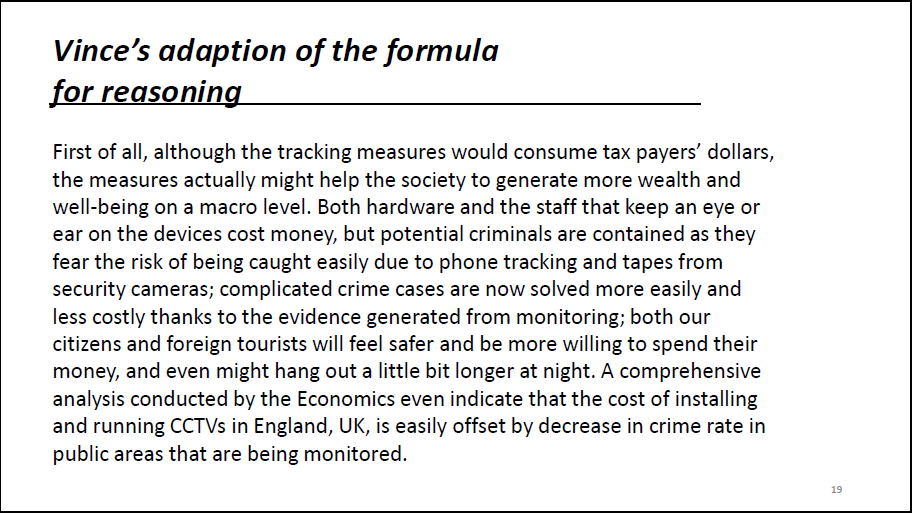 Vince’s adaption of the formula
for reasoning
First of all, although the tracking measures would consume tax payers’ dollars,
the measures actually might help the society to generate more wealth and
well-being on a macro level. Both hardware and the staff that keep an eye or
ear on the devices cost money, but potential criminals are contained as they
fear the risk of being caught easily due to phone tracking and tapes from
security cameras; complicated crime cases are now solved more easily and
less costly thanks to the evidence generated from monitoring; both our
citizens and foreign tourists will feel safer and be more willing to spend their
money, and even might hang out a little bit longer at night. A comprehensive
analysis conducted by the Economics even indicate that the cost of installing
and running CCTVs in England, UK, is easily offset by decrease in crime rate in
public areas that are being monitored.
19